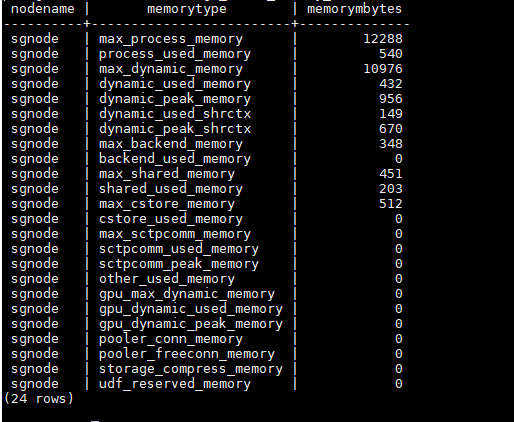 nodename | memorytype | memorymbytes
----------+-------------------------+--------------
sgnode | max_process_memory | 12288
sgnode | process_used_memory | 540
sgnode | max_dynamic_memory | 10976
sgnode | dynamic_used_memory | 432
sgnode | dynamic_peak_memory | 956
sgnode | dynamic_used_shrctx | 149
sgnode | dynamic_peak_shrctx | 670
sgnode | max_backend_memory | 348
sgnode | backend_used_memory | 0
sgnode | max_shared_memory | 451
sgnode | shared_used_memory | 203
sgnode | max_cstore_memory | 512
sgnode | cstore_used_memory | 0
sgnode | max_sctpcomm_memory | 0
sgnode | sctpcomm_used_memory | 0
sgnode | sctpcomm_peak_memory | 0
sgnode | other_used_memory | 0
sgnode | gpu_max_dynamic_memory | 0
sgnode | gpu_dynamic_used_memory | 0
sgnode | gpu_dynamic_peak_memory | 0
sgnode | pooler_conn_memory | 0
sgnode | pooler_freeconn_memory | 0
sgnode | storage_compress_memory | 0
sgnode | udf_reserved_memory | 0
(24 rows)